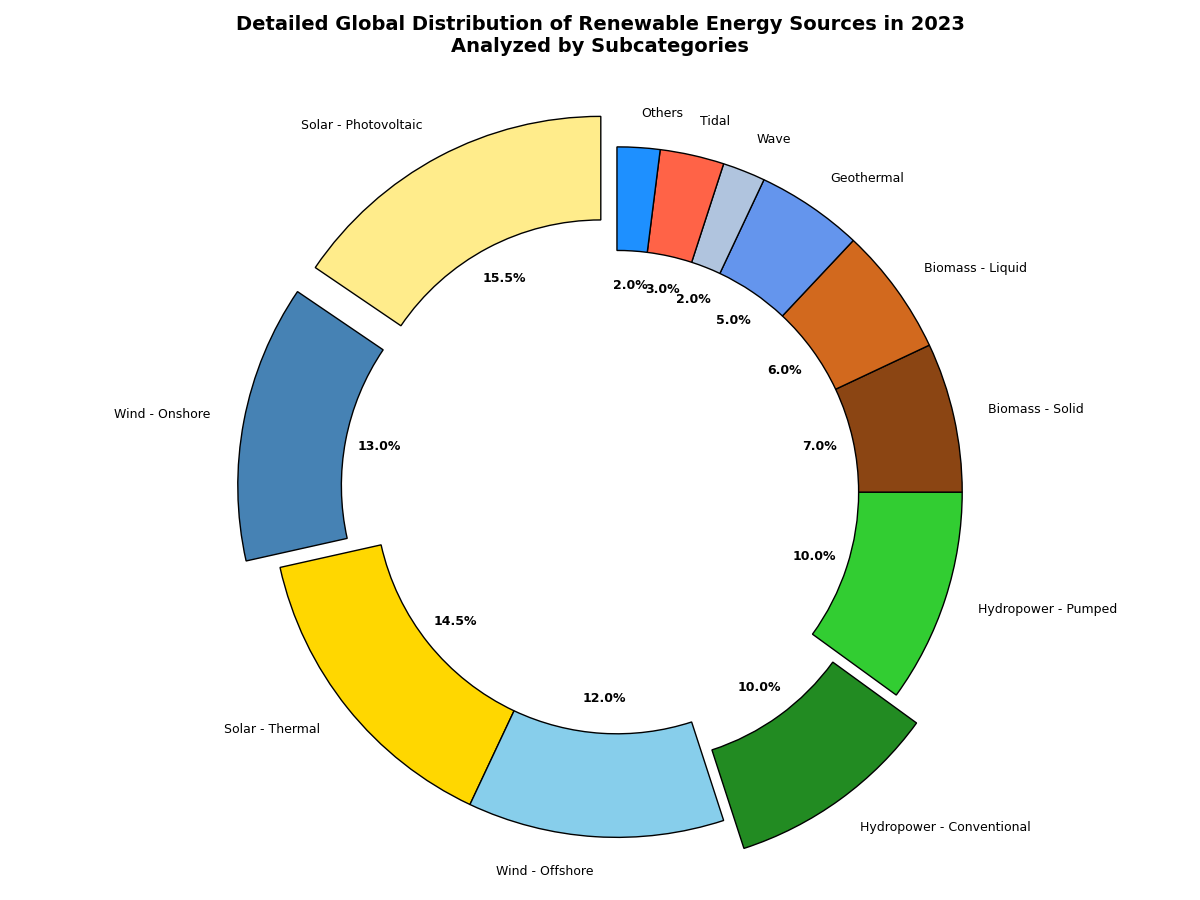 Detailed Global Distribution of Renewable Energy Sources in 2023
Analyzed by Subcategories
Others
Tidal
Wave
Solar - Photovoltaic
Geothermal
Biomass - Liquid
15.5%
2.0%
3.0%
2.0%
5.0%
6.0%
Wind - Onshore
13.0%
7.0%
Biomass - Solid
10.0%
Hydropower - Pumped
14.5%
12.0%
10.0%
Solar - Thermal
Hydropower - Conventional
Wind - Offshore